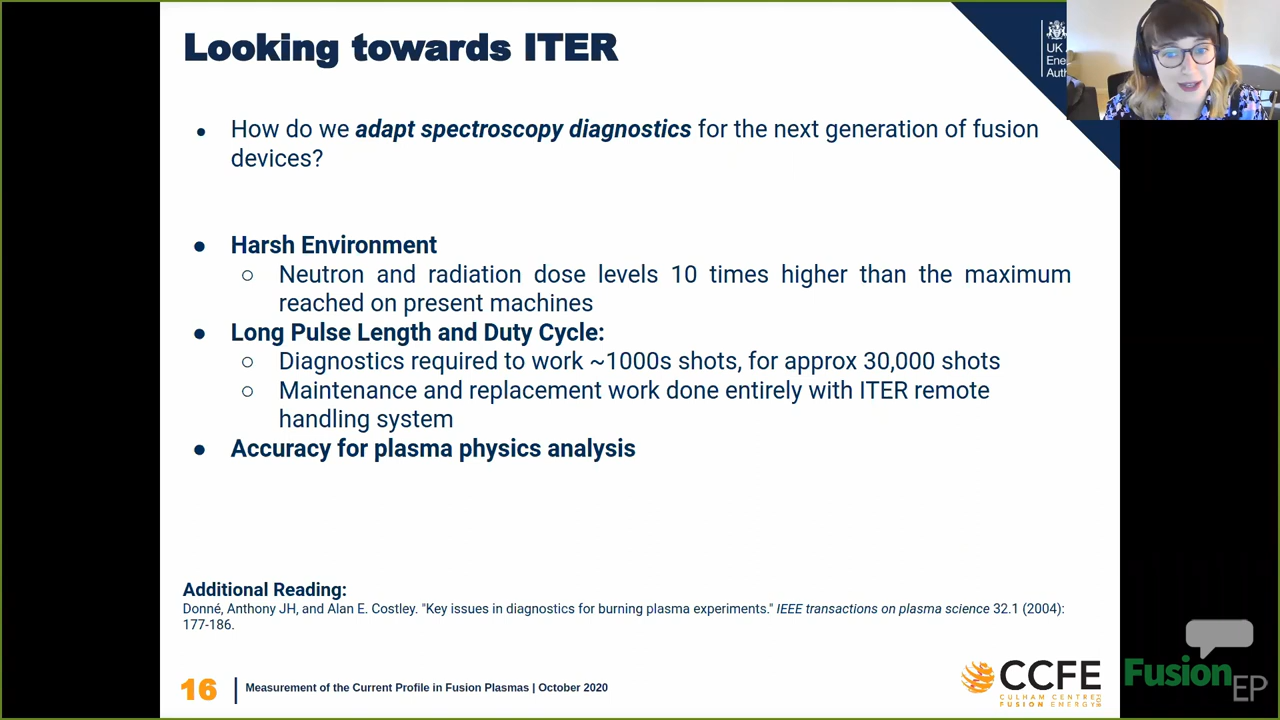 Looking towards ITER
UK
Ene
Aut
● How do we adapt spectroscopy diagnostics for the next generation of fusion
devices?
● Harsh Environment
○ Neutron and radiation dose levels 10 times higher than the maximum
reached on present machines
● Long Pulse Length and Duty Cycle:
○ Diagnostics required to work ~1000s shots, for approx 30,000 shots
○ Maintenance and replacement work done entirely with ITER remote
handling system
● Accuracy for plasma physics analysis
Additional Reading:
Donné, Anthony JH, and Alan E. Costley. "Key issues in diagnostics for burning plasma experiments." IEEE transactions on plasma science 32.1 (2004):
177-186.
16 Measurement of the Current Profile in Fusion Plasmas | October 2020
CCFE
CULHAM CENTRE FOR
FUSION ENERGY
Fusion
EP